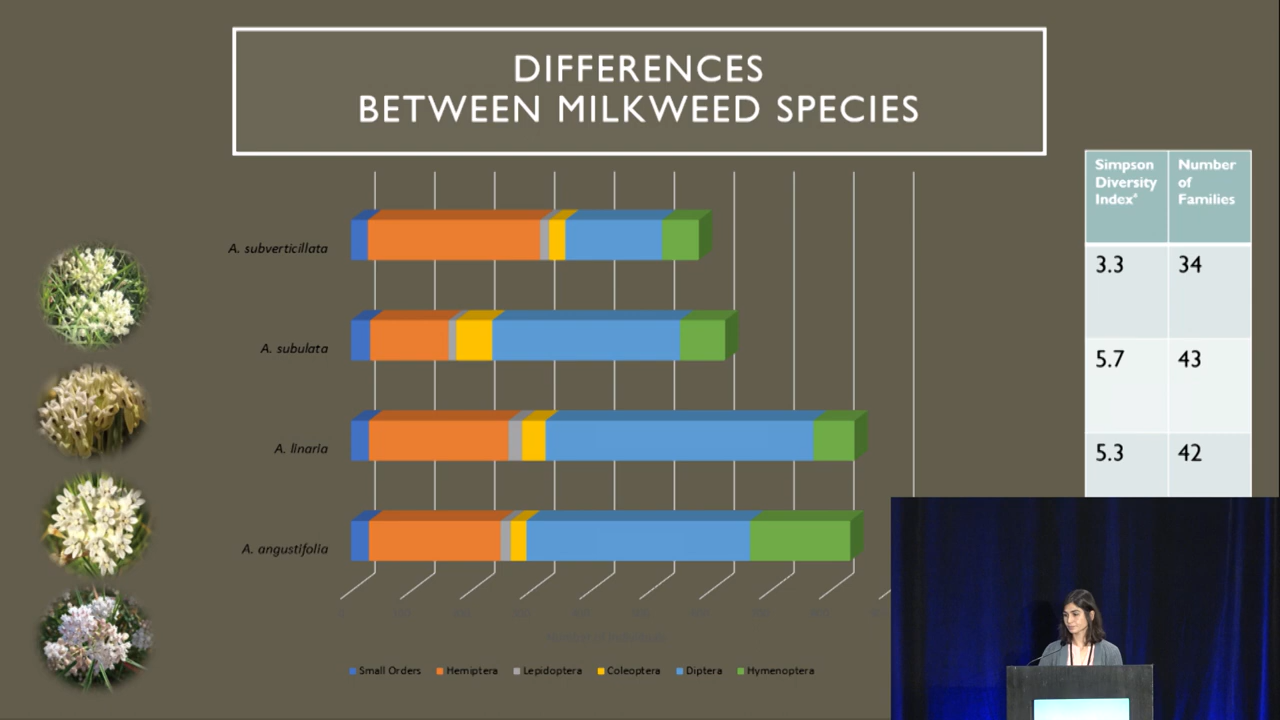 DIFFERENCES
BETWEEN MILKWEED SPECIES
Simpson
Diversity
Index*
Number
of
Families
A. subverticillata
3.3 34
A. subulata
5.7 43
A. linaria
5.3 42
A. angustifolia
Small Orders Hemiptera Lepidoptera Coleoptera Diptera Hymenoptera